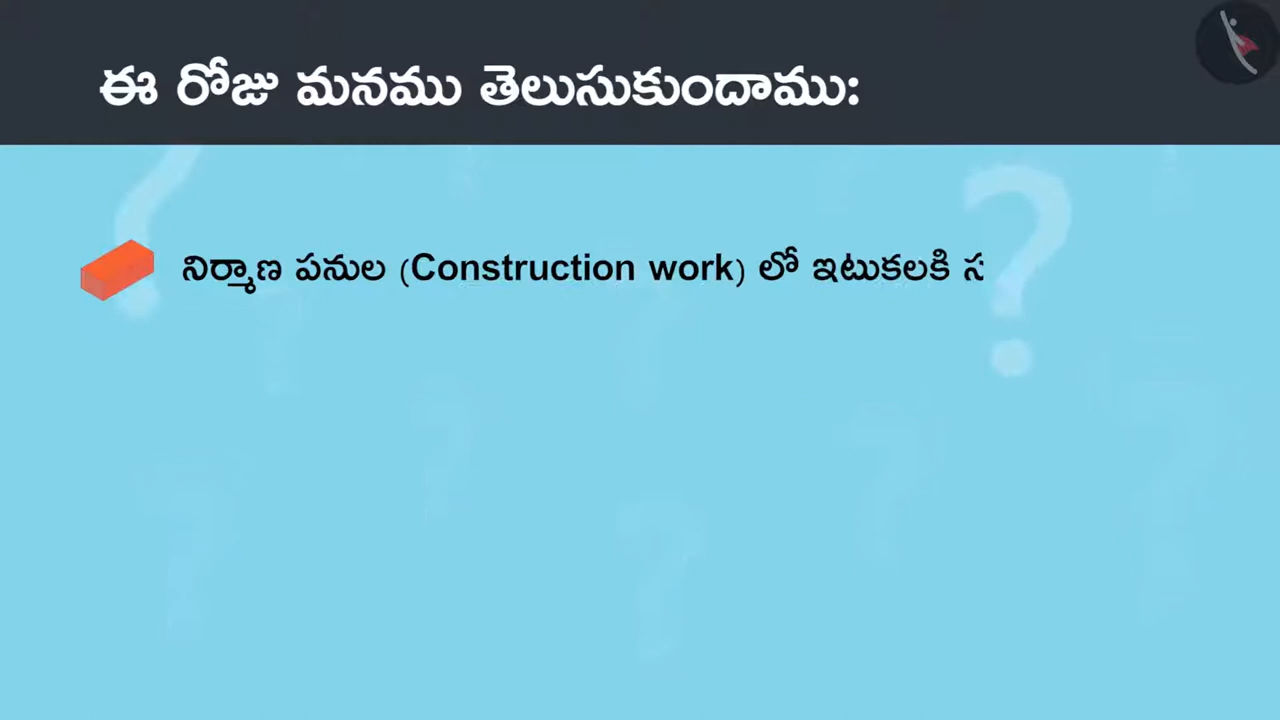 ఈ రోజు మనము తెలుసుకుందాము:
నిర్మాణ పనుల (Construction work) లో ఇటుకలకి